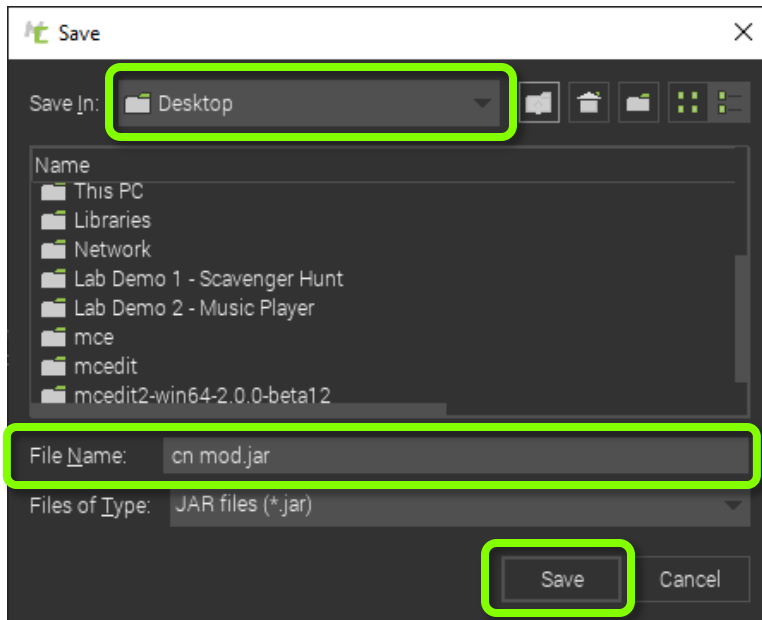 Save
Save In: Desktop
Name
This PC
Libraries
Network
Lab Demo 1 - Scavenger Hunt
Lab Demo 2 - Music Player
mce
mcedit
mcedit2-win64-2.0.0-beta12
File Name: cn mod.jar
Files of Type: JAR files (*.jar)
Save Cancel